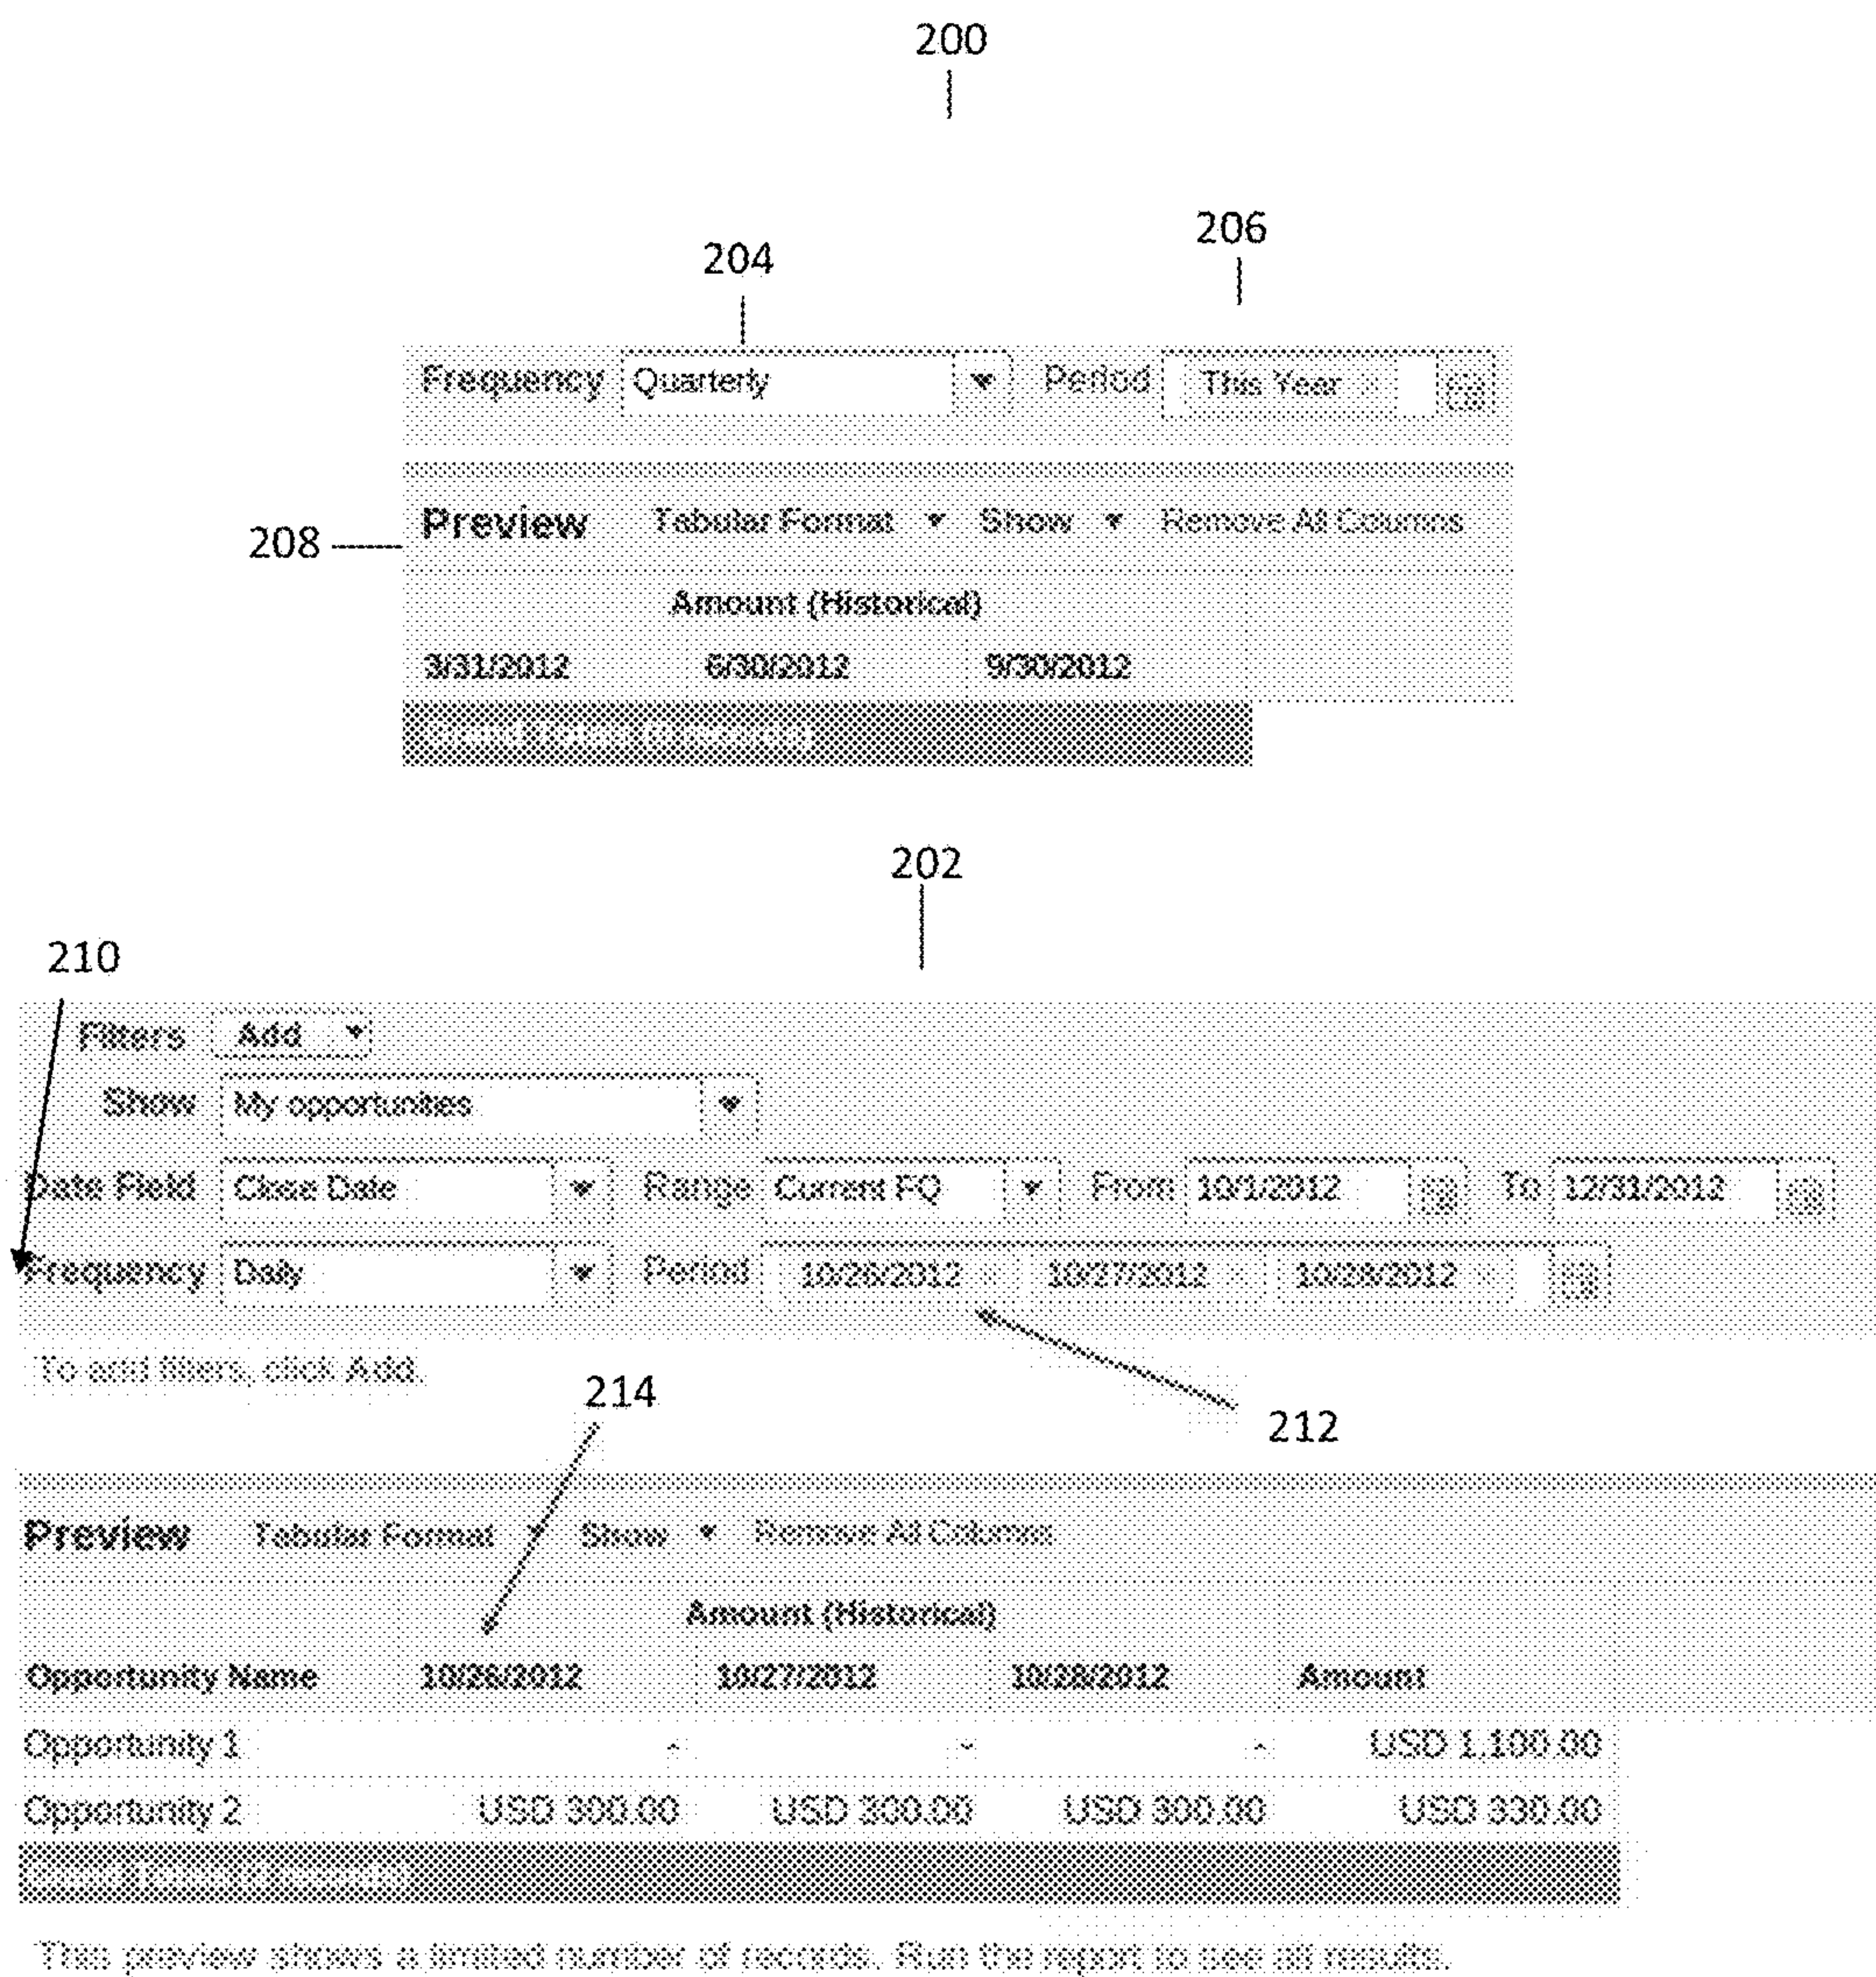 200
206
204
Frequency Quarterly Period This Year
208
Preview Tabular Format Show Remove All Columns
Amount (Historical)
3/31/2012 6/30/2012 9/30/2012
202
210
Filters Add
Show My opportunities
Date Field Close Date Range Current FQ From 10/1/2012 To 12/31/2012
Frequency Daily Period 10/26/2012 10/27/2012 10/28/2012
To add filters, click Add.
214
212
Preview Tabular Format Show Remove All Columns
Amount (Historical)
Opportunity Name 10/26/2012 10/27/2012 10/28/2012 Amount
Opportunity 1 - - - USD 1,100.00
Opportunity 2 USD 300.00 USD 300.00 USD 300.00 USD 330.00
This preview shows a limited number of records. Run the report to see all results.